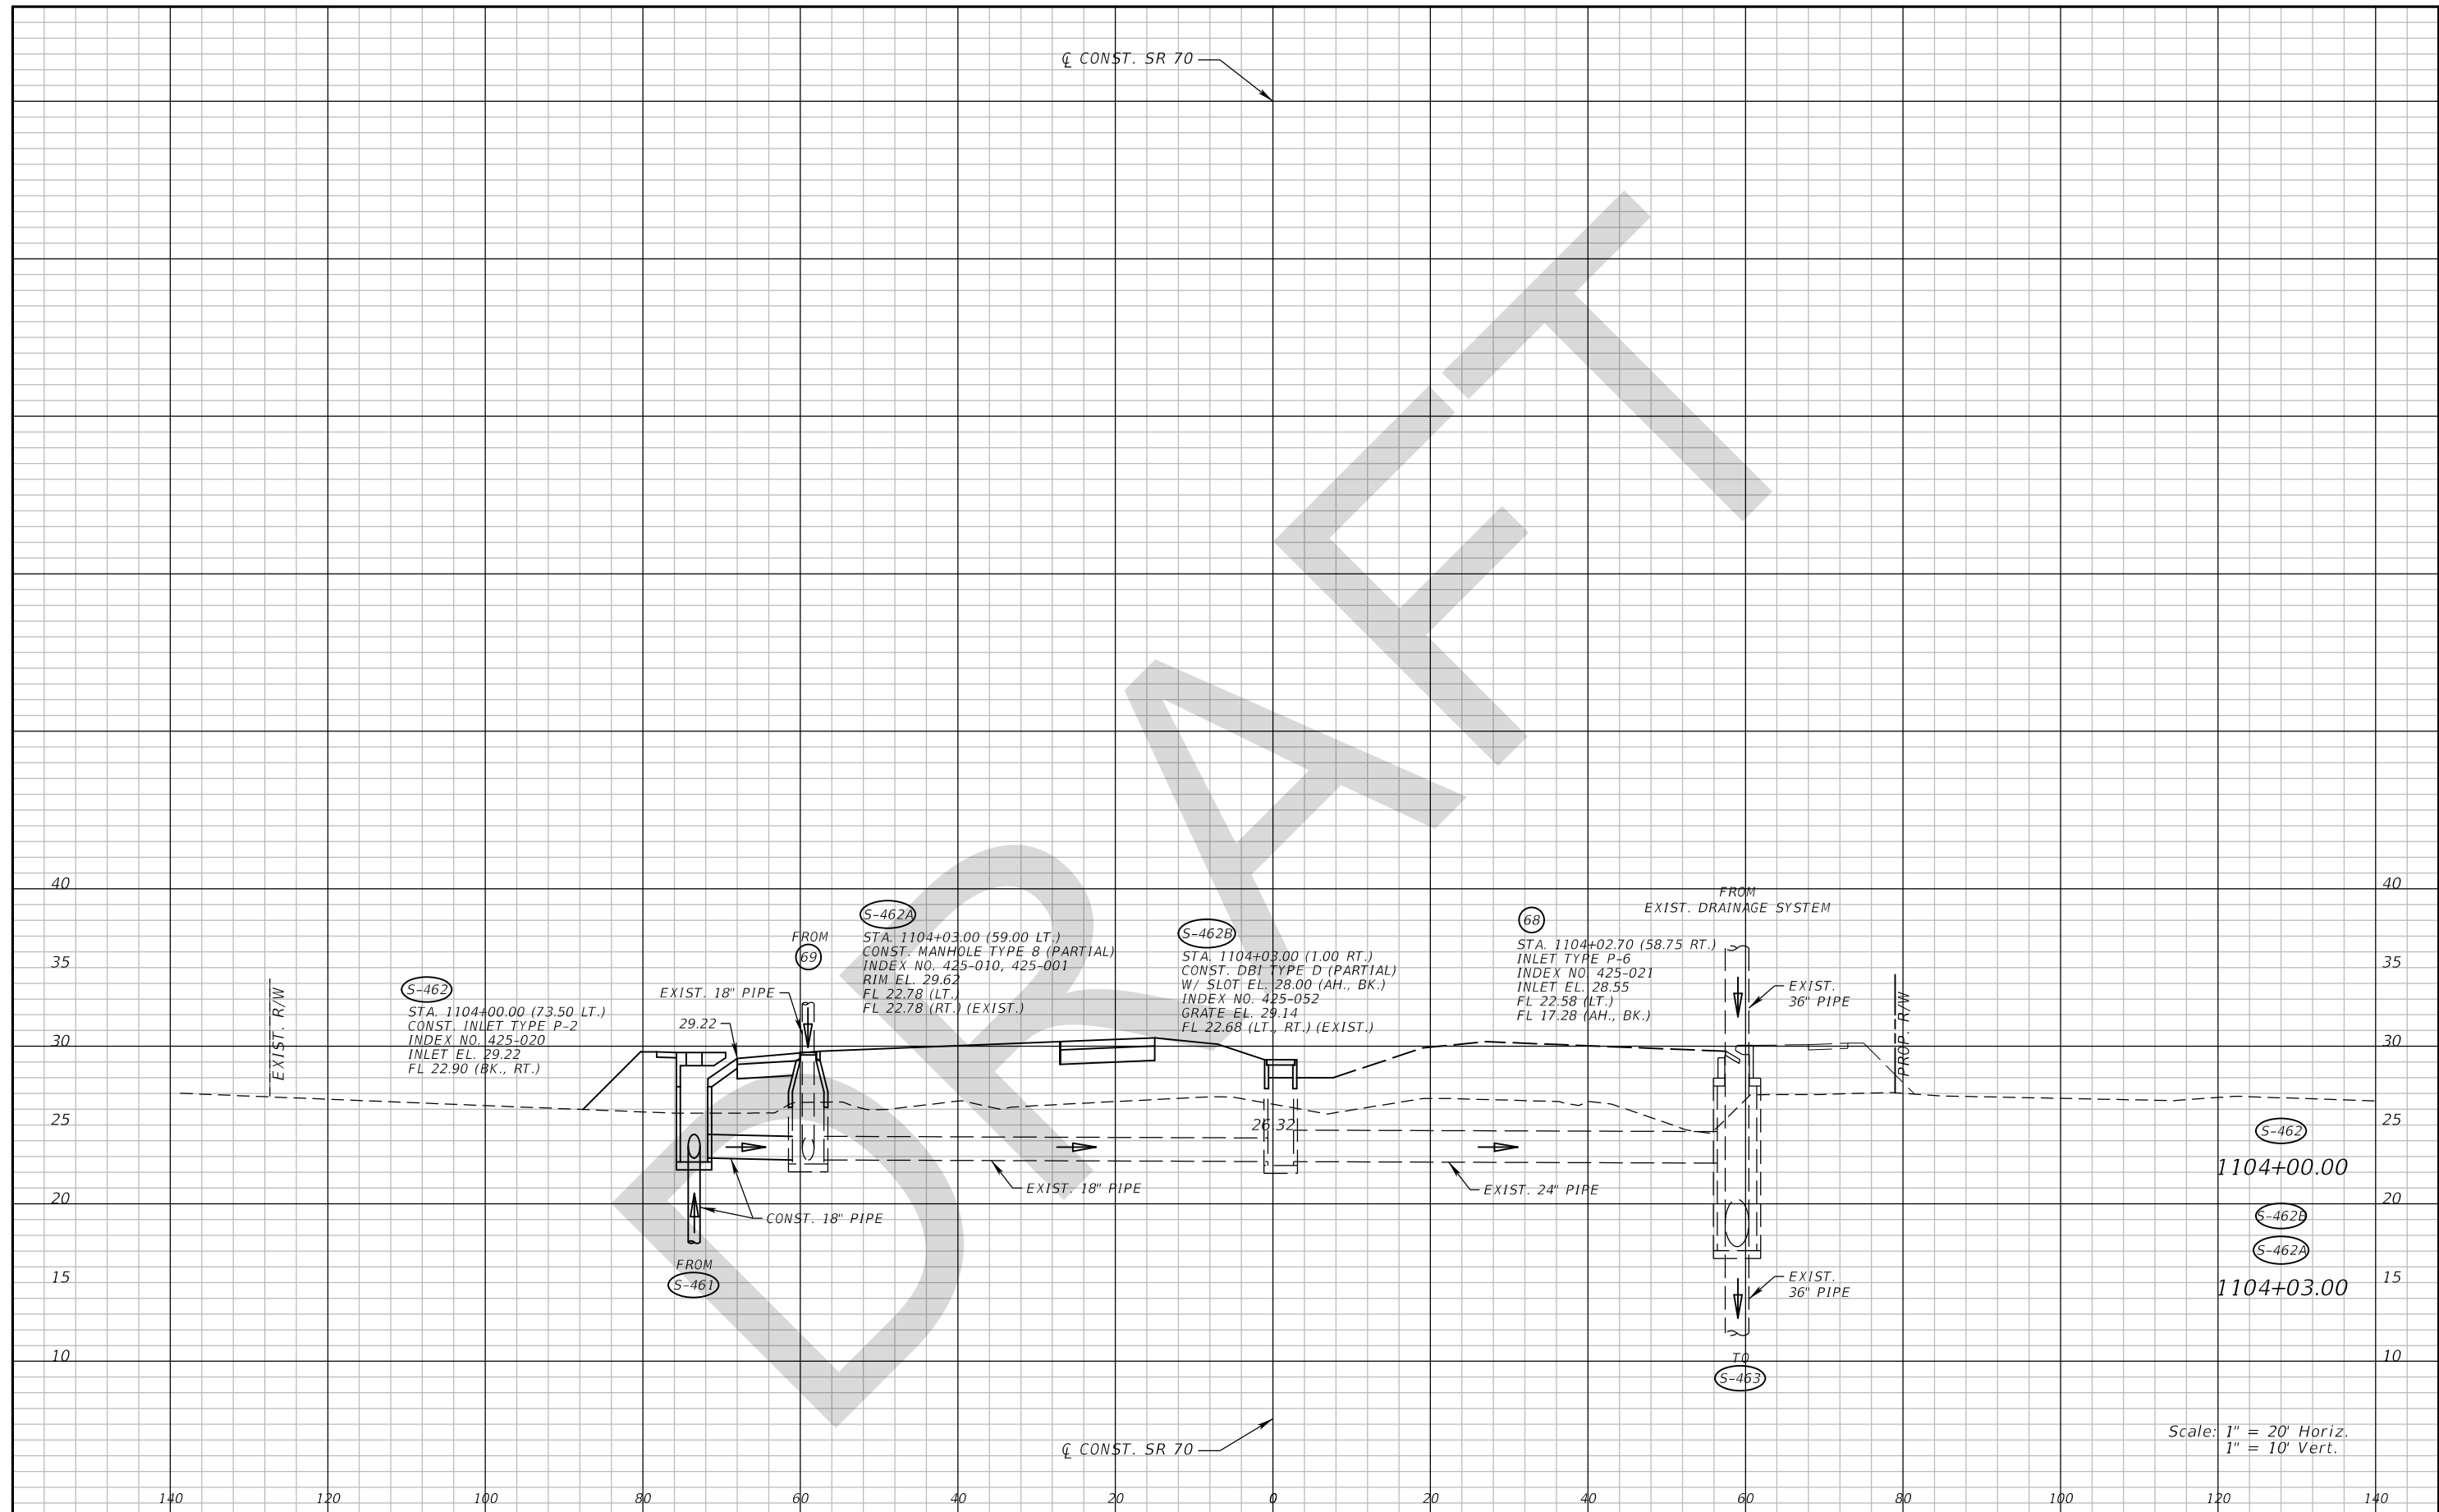 ℄ CONST. SR 70
DRAFT
40
40
35
35
30
30
25
25
20
20
15
15
10
10
EXIST. R/W
S-462
STA. 1104+00.00 (73.50 LT.)
CONST. INLET TYPE P-2
INDEX NO. 425-020
INLET EL. 29.22
FL 22.90 (BK., RT.)
EXIST. 18" PIPE
29.22
FROM
69
S-462A
STA. 1104+03.00 (59.00 LT.)
CONST. MANHOLE TYPE 8 (PARTIAL)
INDEX NO. 425-010, 425-001
RIM EL. 29.62
FL 22.78 (LT.)
FL 22.78 (RT.) (EXIST.)
S-462B
STA. 1104+03.00 (1.00 RT.)
CONST. DBI TYPE D (PARTIAL)
W/ SLOT EL. 28.00 (AH., BK.)
INDEX NO. 425-052
GRATE EL. 29.14
FL 22.68 (LT., RT.) (EXIST.)
68
STA. 1104+02.70 (58.75 RT.)
INLET TYPE P-6
INDEX NO. 425-021
INLET EL. 28.55
FL 22.58 (LT.)
FL 17.28 (AH., BK.)
FROM
EXIST. DRAINAGE SYSTEM
EXIST.
36" PIPE
PROP. R/W
26.32
EXIST. 18" PIPE
EXIST. 24" PIPE
CONST. 18" PIPE
FROM
S-461
EXIST.
36" PIPE
TO
S-463
S-462
1104+00.00
S-462B
S-462A
1104+03.00
℄ CONST. SR 70
Scale: 1" = 20' Horiz.
1" = 10' Vert.
140 120 100 80 60 40 20 0 20 40 60 80 100 120 140